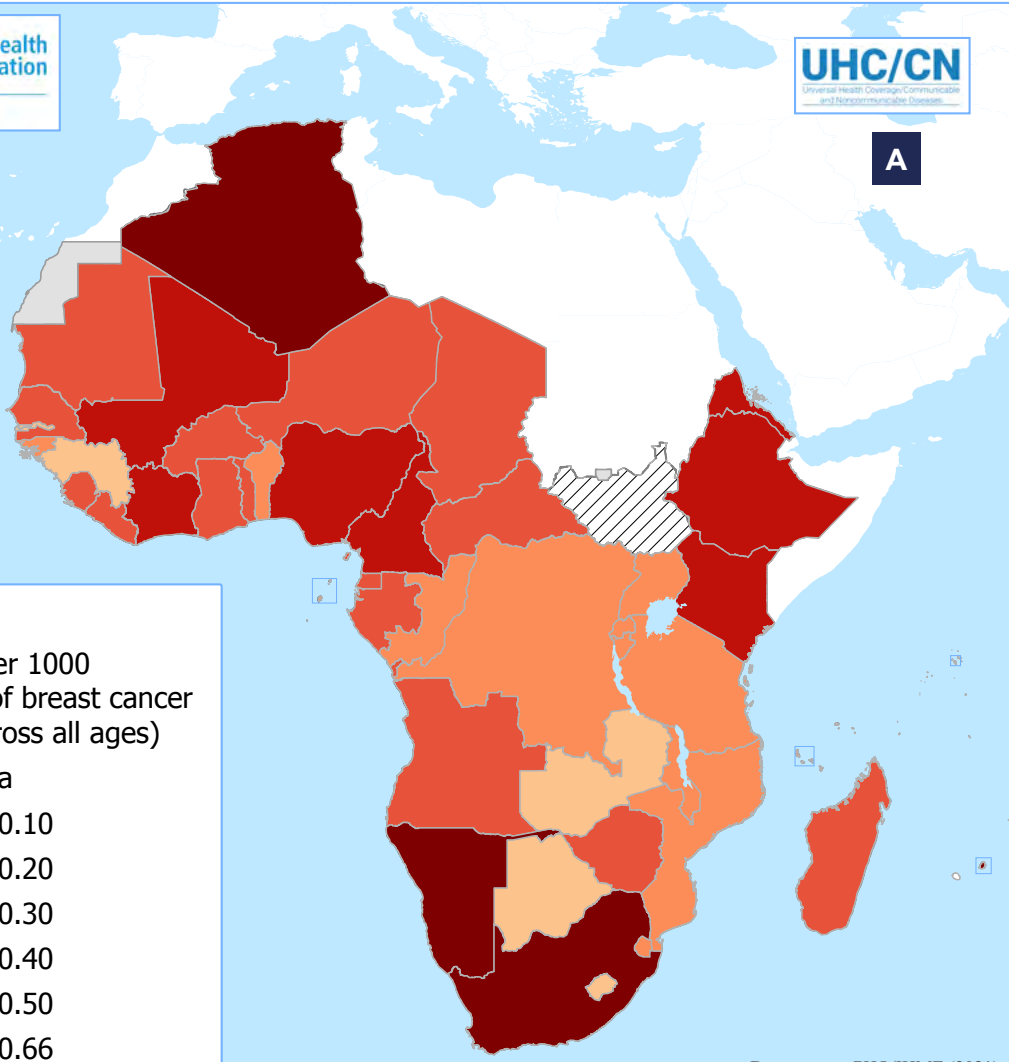 ealth
ation
UHC/CN
Universal Health Coverage/Communicable
and Noncommunicable Diseases
A
er 1000
of breast cancer
ross all ages)
a
0.10
0.20
0.30
0.40
0.50
0.66